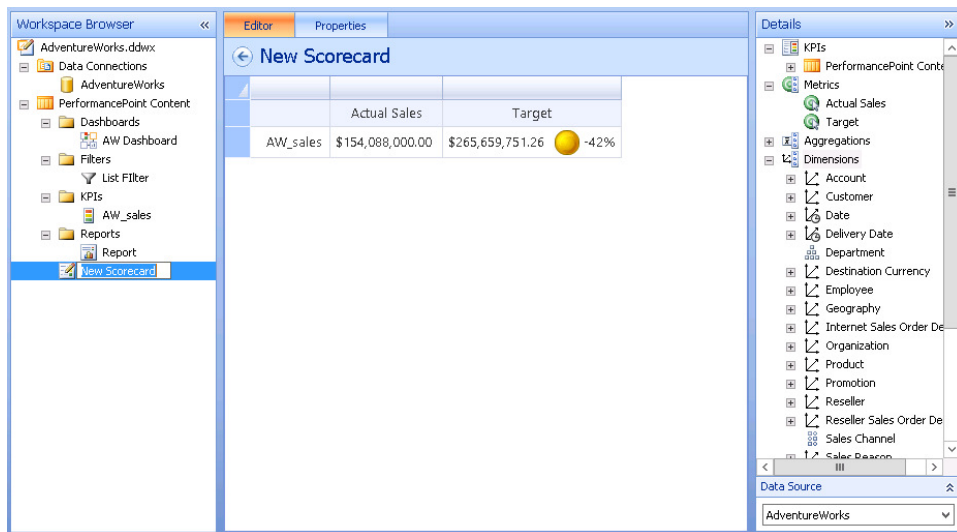 Workspace Browser «
AdventureWorks.ddwx
Data Connections
AdventureWorks
PerformancePoint Content
Dashboards
AW Dashboard
Filters
List FIlter
KPIs
AW_sales
Reports
Report
New Scorecard
Editor Properties
New Scorecard
Actual Sales Target
AW_sales $154,088,000.00 $265,659,751.26 -42%
Details »
KPIs
PerformancePoint Conte
Metrics
Actual Sales
Target
Aggregations
Dimensions
Account
Customer
Date
Delivery Date
Department
Destination Currency
Employee
Geography
Internet Sales Order De
Organization
Product
Promotion
Reseller
Reseller Sales Order De
Sales Channel
Sales Reason
Data Source
AdventureWorks